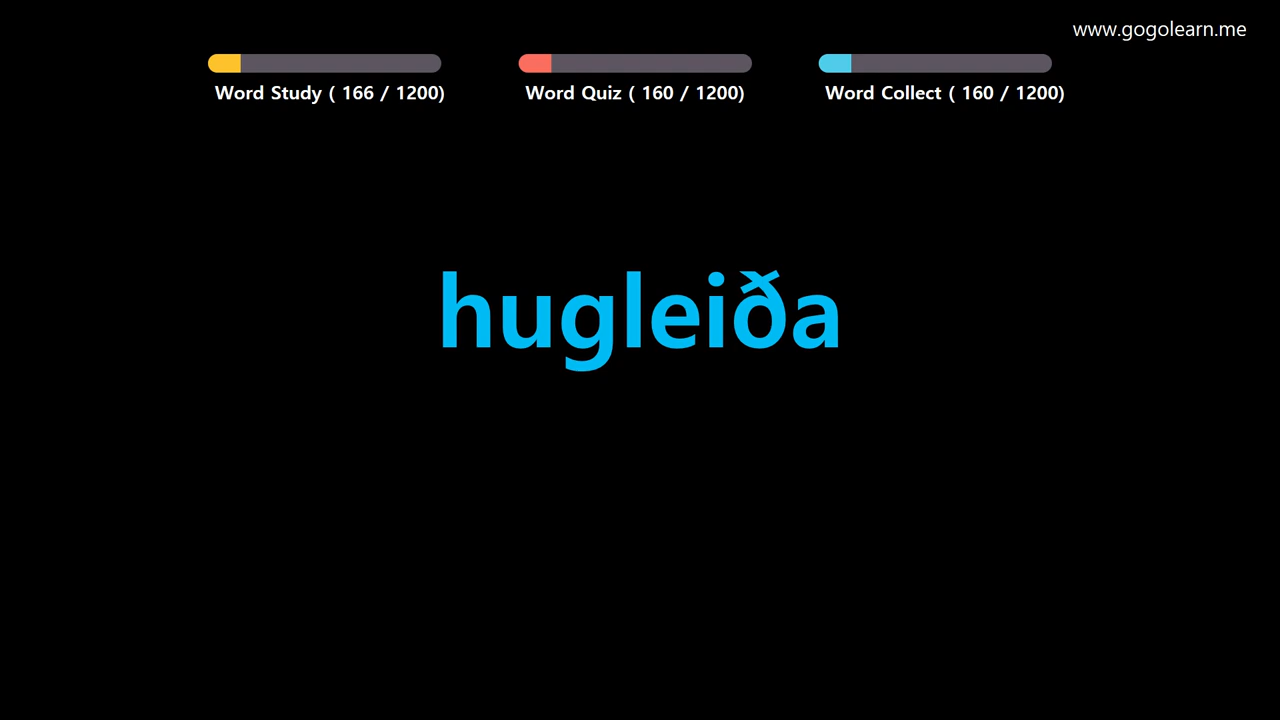 www.gogolearn.me
Word Study ( 166 / 1200)
Word Quiz ( 160 / 1200)
Word Collect ( 160 / 1200)
hugleiða